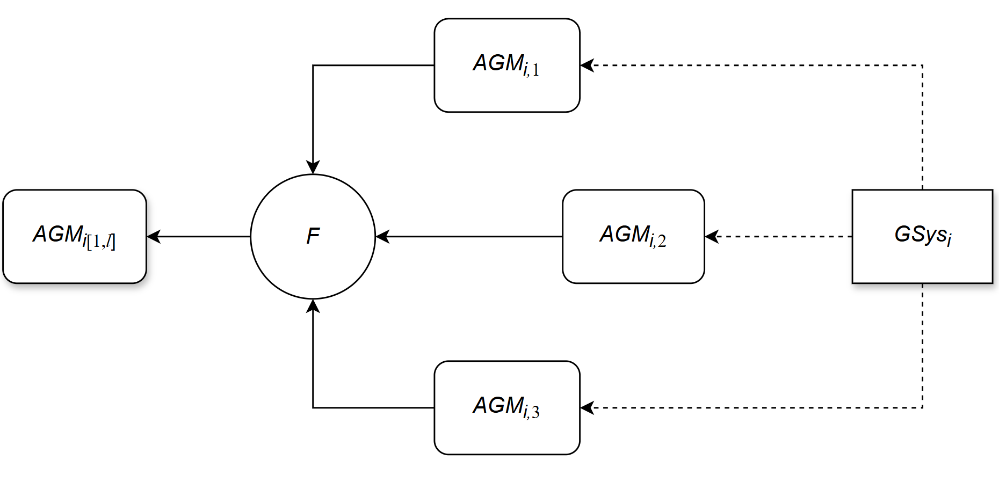 AGMi,1
AGMi[1,l]
F
AGMi,2
GSysi
AGMi,3